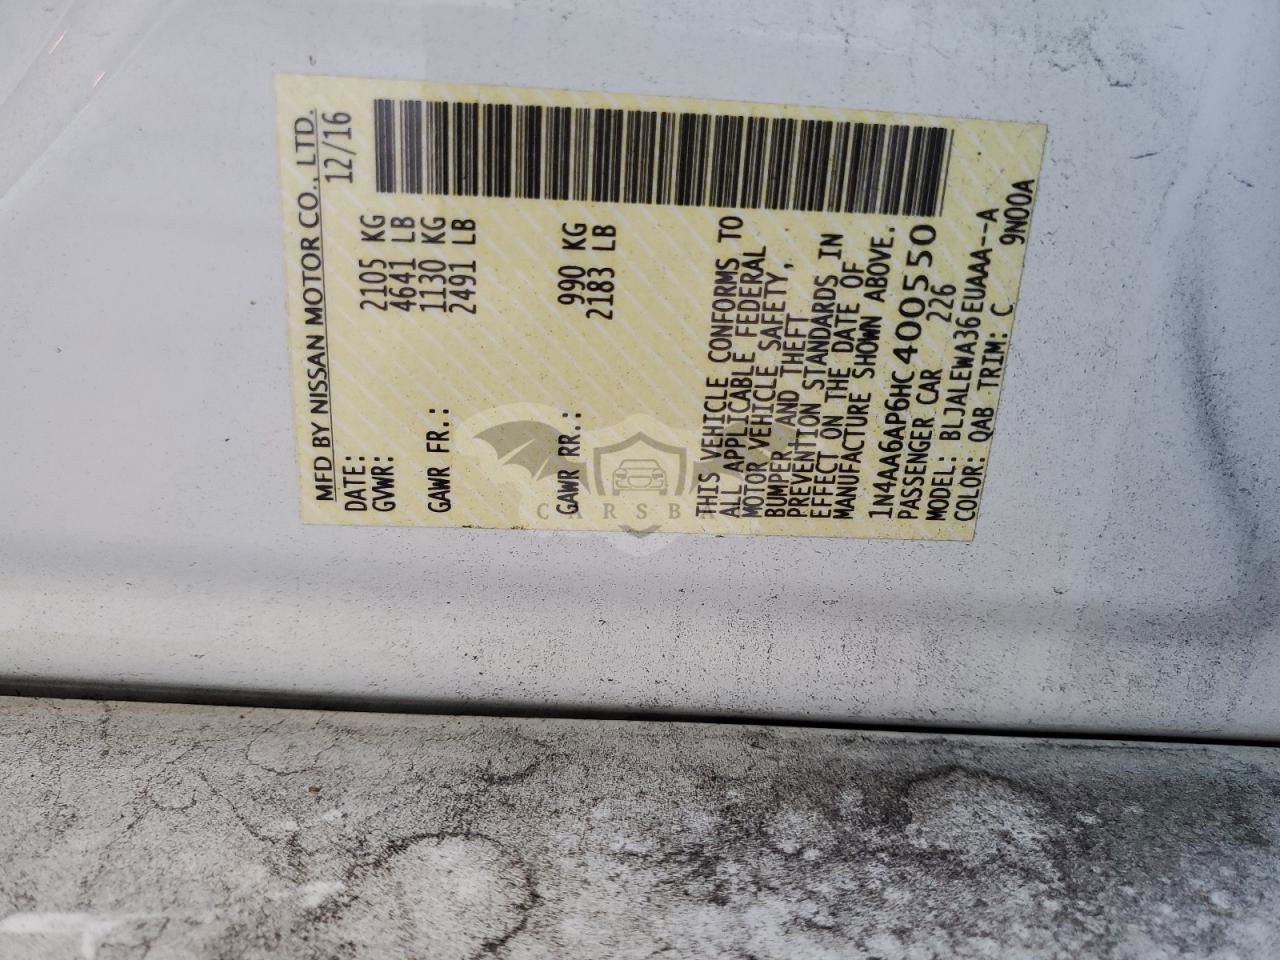 MFD BY NISSAN MOTOR CO., LTD.
DATE: 12/16
GVWR: 2105 KG
4641 LB
GAWR FR.: 1130 KG
2491 LB
GAWR RR.: 990 KG
2183 LB
THIS VEHICLE CONFORMS TO
ALL APPLICABLE FEDERAL
MOTOR VEHICLE SAFETY,
BUMPER AND THEFT
PREVENTION STANDARDS IN
EFFECT ON THE DATE OF
MANUFACTURE SHOWN ABOVE.
1N4AA6AP6HC400550
PASSENGER CAR 226
MODEL: BLJALEWA36EUAAA--A
COLOR: QAB TRIM: C 9N00A